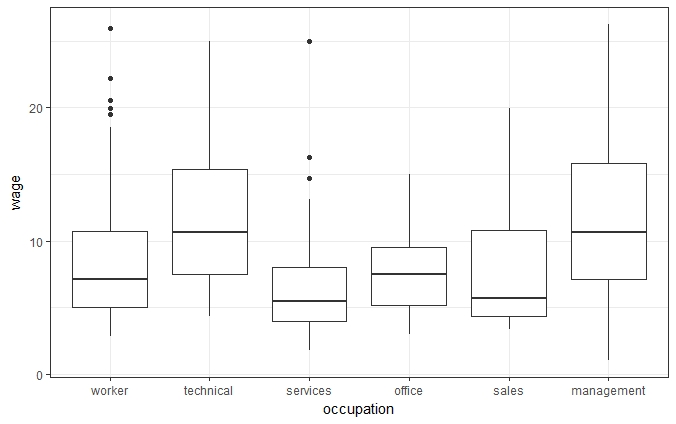 wage
20
10
0
worker technical services office sales management
occupation